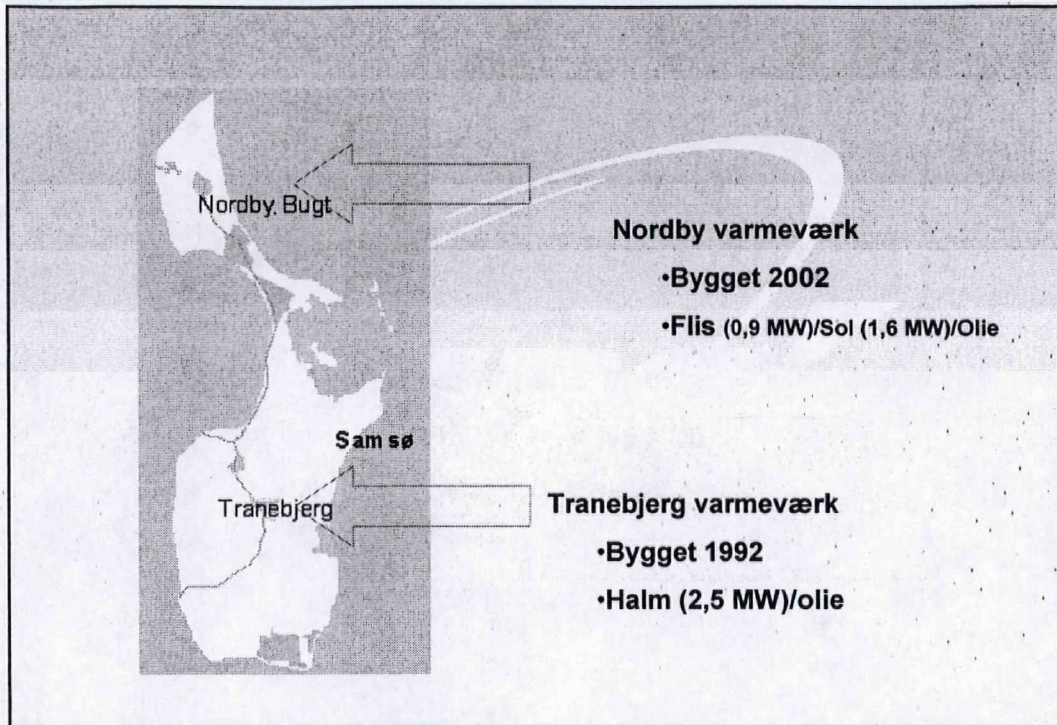 Nordby Bugt
Nordby varmeværk
•Bygget 2002
•Flis (0,9 MW)/Sol (1,6 MW)/Olie
Sam sø
Tranebjerg
Tranebjerg varmeværk
•Bygget 1992
•Halm (2,5 MW)/olie